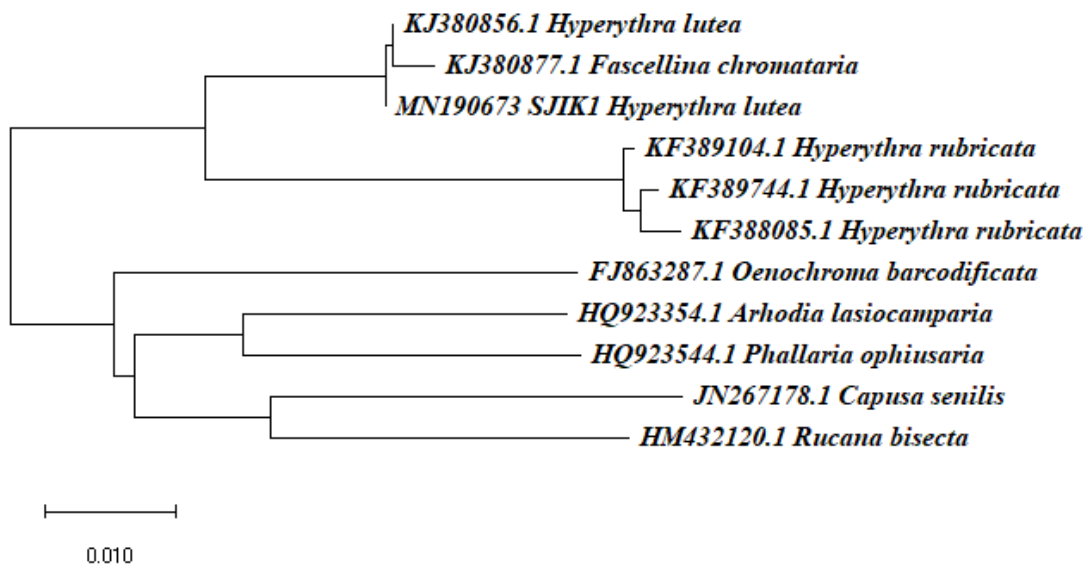 KJ380856.1 Hyperythra lutea
KJ380877.1 Fascellina chromataria
MN190673 SJIK1 Hyperythra lutea
KF389104.1 Hyperythra rubricata
KF389744.1 Hyperythra rubricata
KF388085.1 Hyperythra rubricata
FJ863287.1 Oenochroma barcodificata
HQ923354.1 Arhodia lasiocamparia
HQ923544.1 Phallaria ophiusaria
JN267178.1 Capusa senilis
HM432120.1 Rucana bisecta
0.010